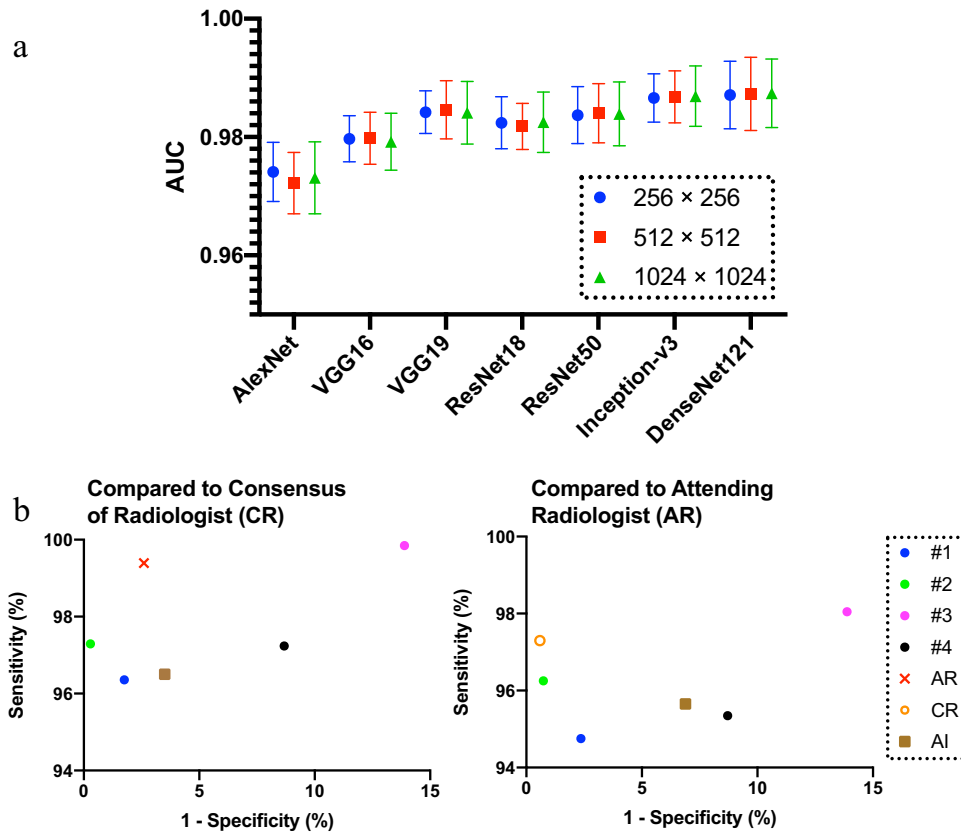 a
1.00
0.98
0.96
AUC
256 × 256
512 × 512
1024 × 1024
AlexNet
VGG16
VGG19
ResNet18
ResNet50
Inception-v3
DenseNet121
b
Compared to Consensus
of Radiologist (CR)
100
98
96
94
Sensitivity (%)
0
5
10
15
1 - Specificity (%)
Compared to Attending
Radiologist (AR)
100
98
96
94
Sensitivity (%)
0
5
10
15
1 - Specificity (%)
#1
#2
#3
#4
AR
CR
AI